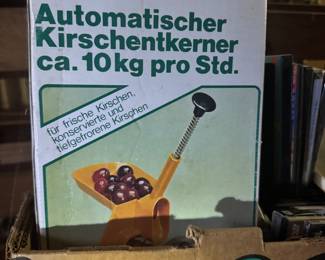 Automatischer
Kirschentkerner
ca. 10 kg pro Std.
für frische Kirschen,
konservierte und
tiefgefrorene Kirschen